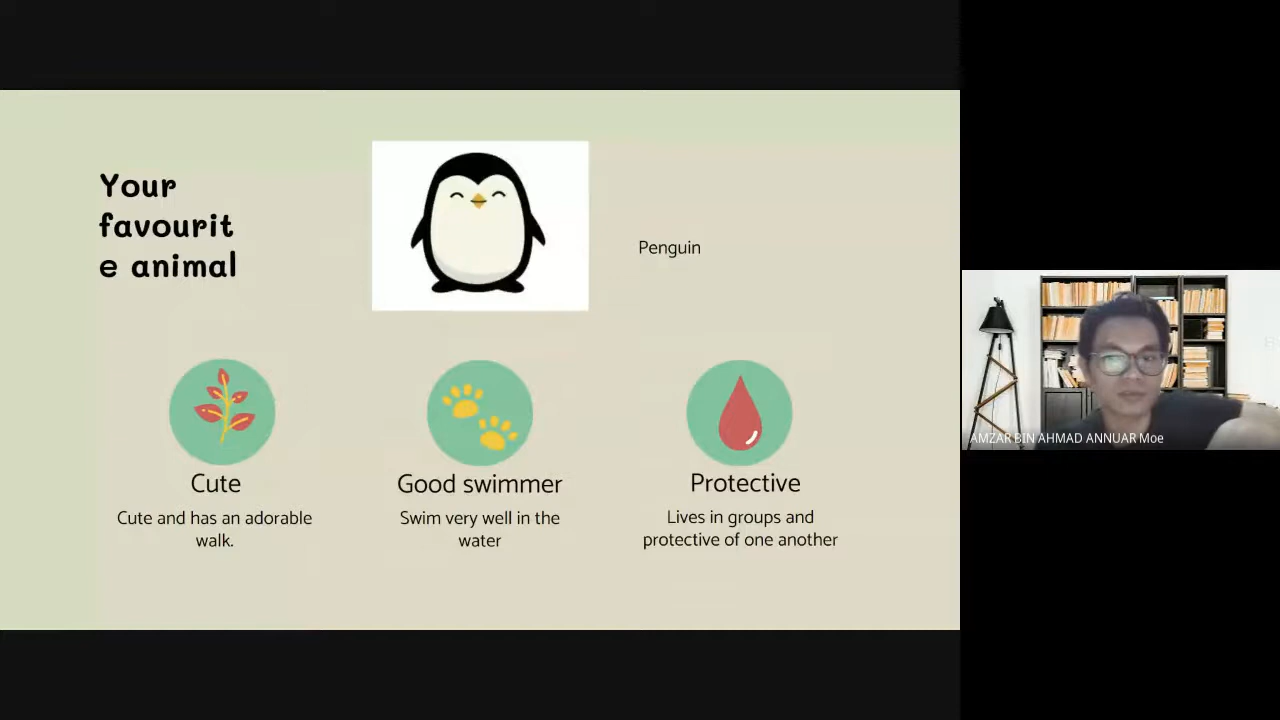 Your
favourit
e animal
Penguin
Cute
Cute and has an adorable
walk.
Good swimmer
Swim very well in the
water
Protective
Lives in groups and
protective of one another
AMZAR BIN AHMAD ANNUAR Moe